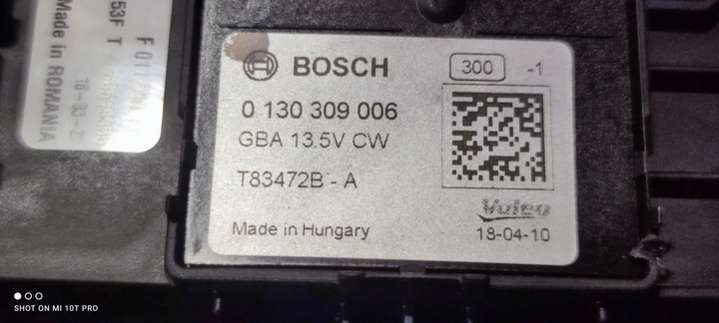 BOSCH
300 -1
0 130 309 006
GBA 13.5V CW
T83472B - A
Valeo
Made in Hungary
18-04-10
53F T
Made in ROMANIA
SHOT ON MI 10T PRO